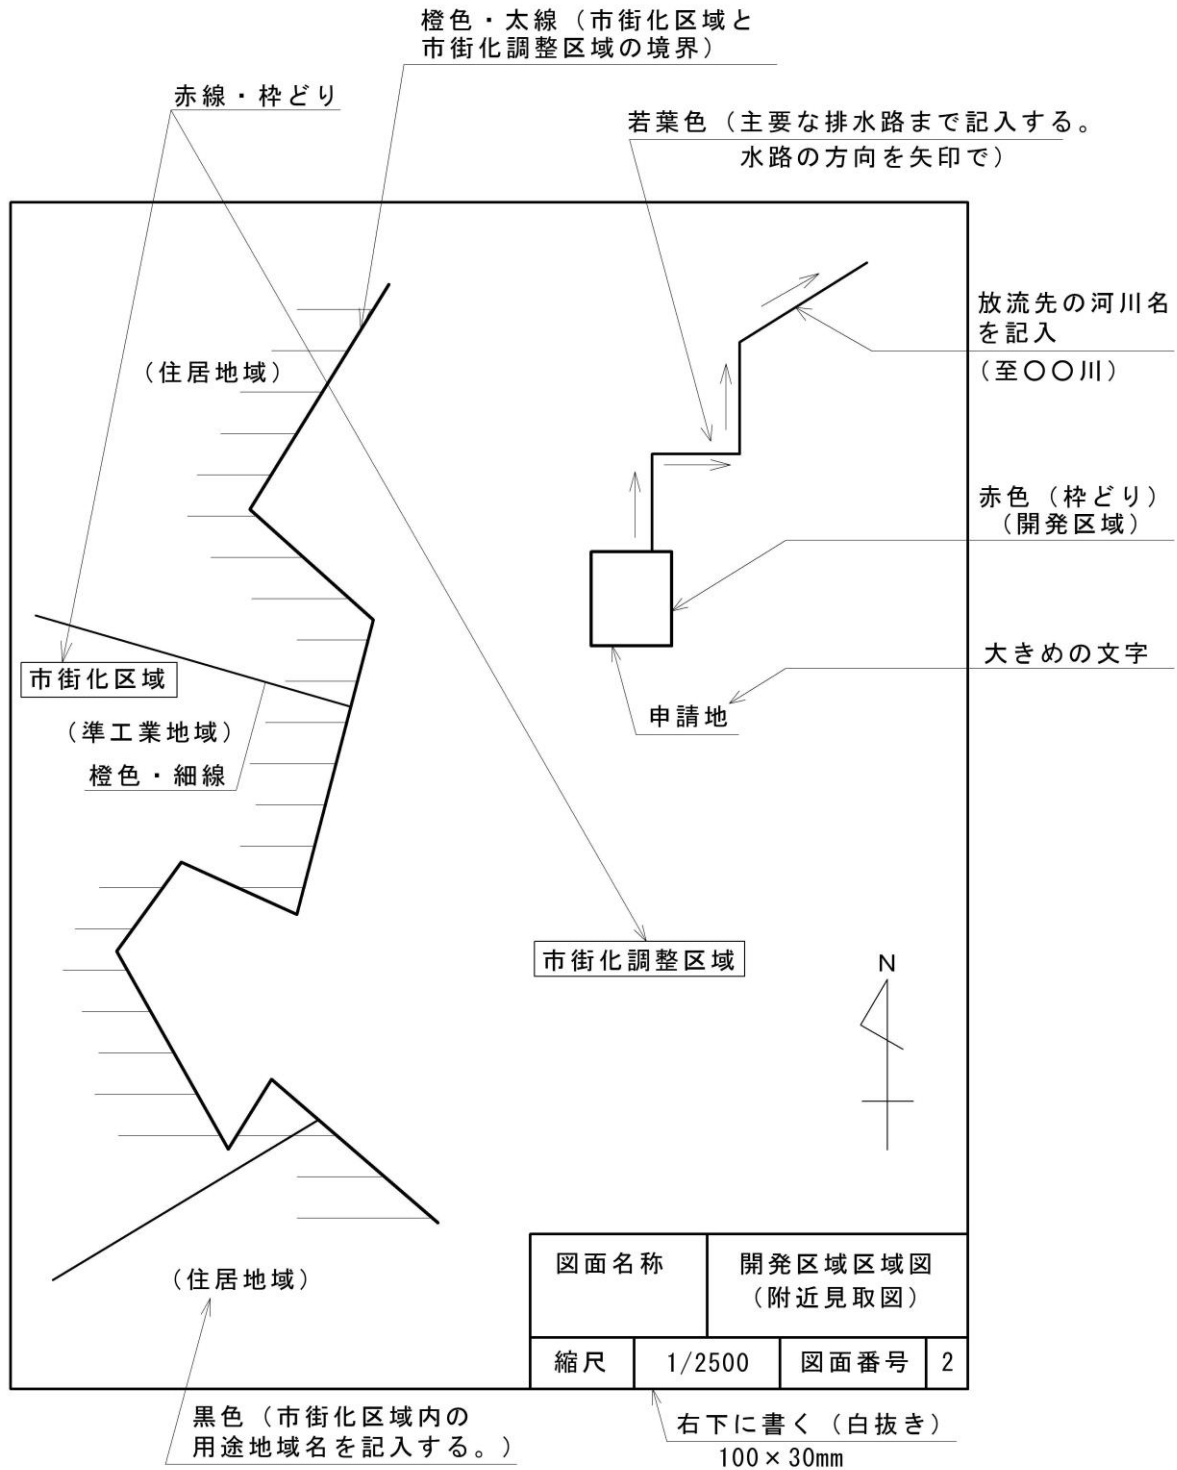 橙色・太線（市街化区域と
市街化調整区域の境界）
赤線・枠どり
若葉色（主要な排水路まで記入する。
水路の方向を矢印で）
放流先の河川名
を記入
（至〇〇川）
（住居地域）
赤色（枠どり）
（開発区域）
大きめの文字
市街化区域
申請地
（準工業地域）
橙色・細線
市街化調整区域
N
（住居地域）
図面名称
開発区域区域図
（附近見取図）
縮尺
1/2500
図面番号
2
黒色（市街化区域内の
用途地域名を記入する。）
右下に書く（白抜き）
100×30mm